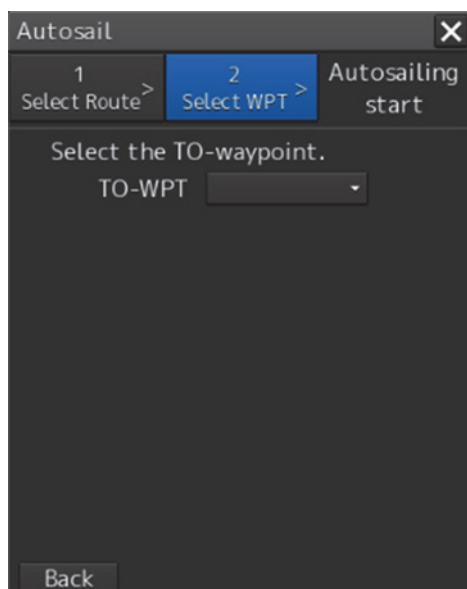 Autosail
1
Select Route >
2
Select WPT >
Autosailing
start
Select the TO-waypoint.
TO-WPT
Back